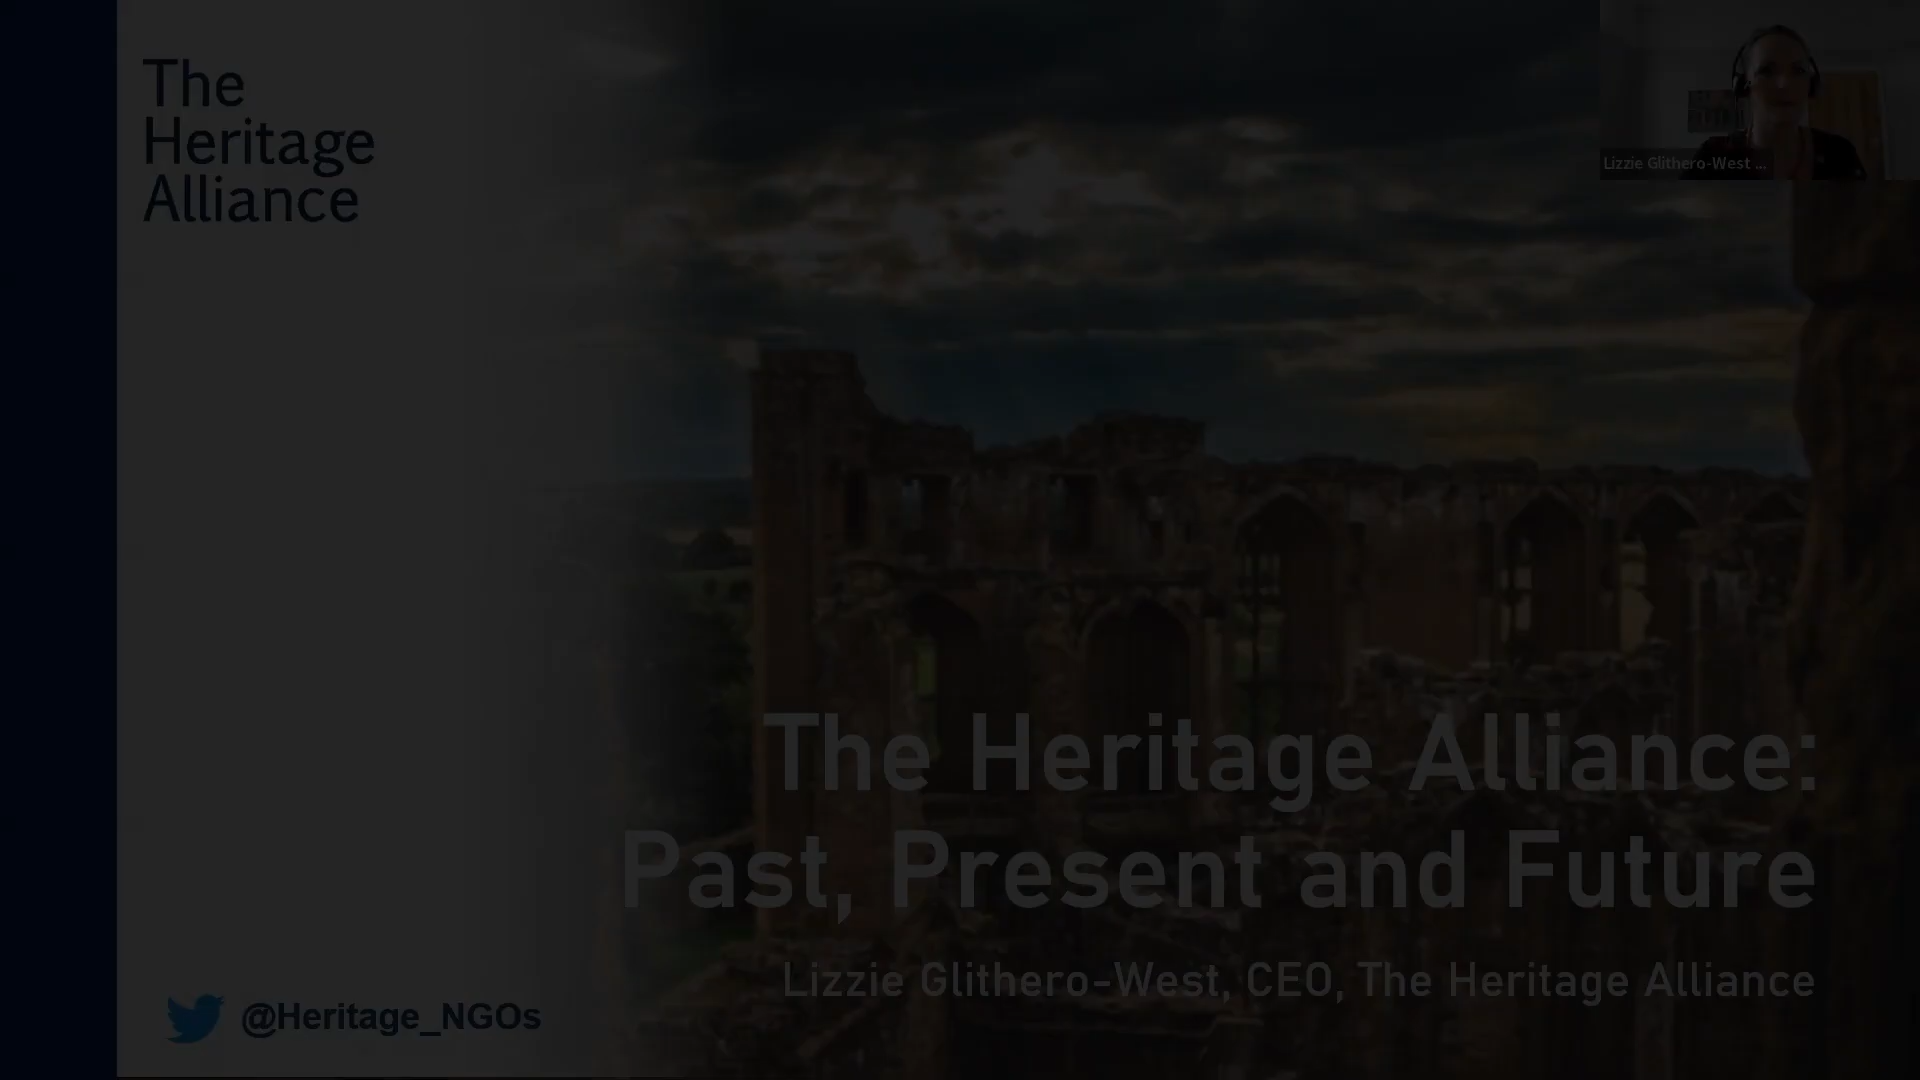 The
Heritage
Alliance
Lizzie Glithero-West ...
The Heritage Alliance:
Past, Present and Future
Lizzie Glithero-West, CEO, The Heritage Alliance
@Heritage_NGOs